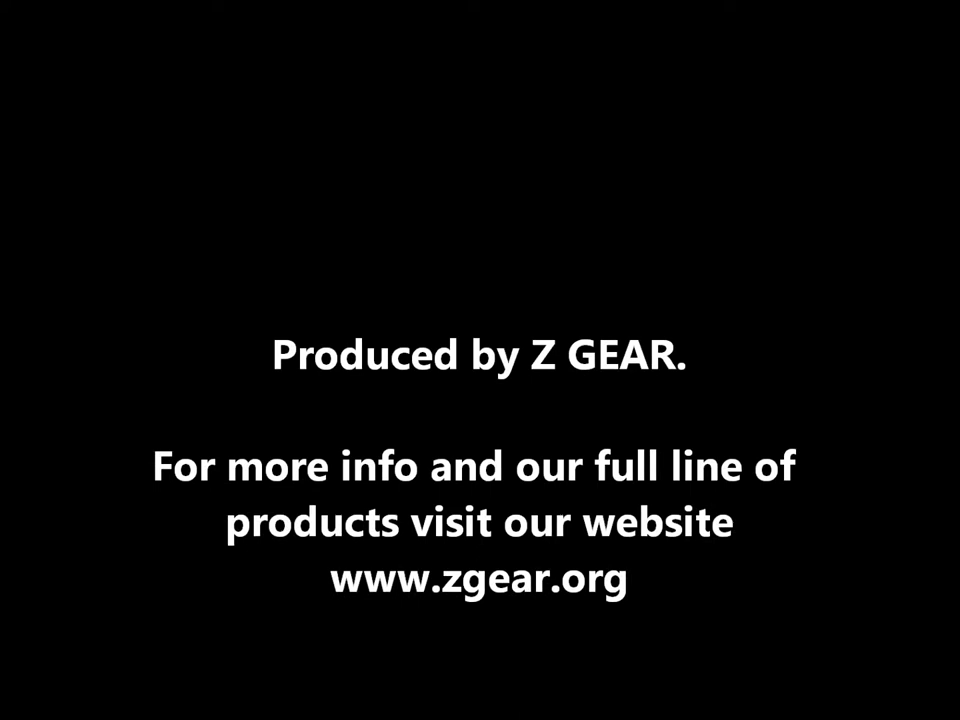 Produced by Z GEAR.
For more info and our full line of
products visit our website
www.zgear.org